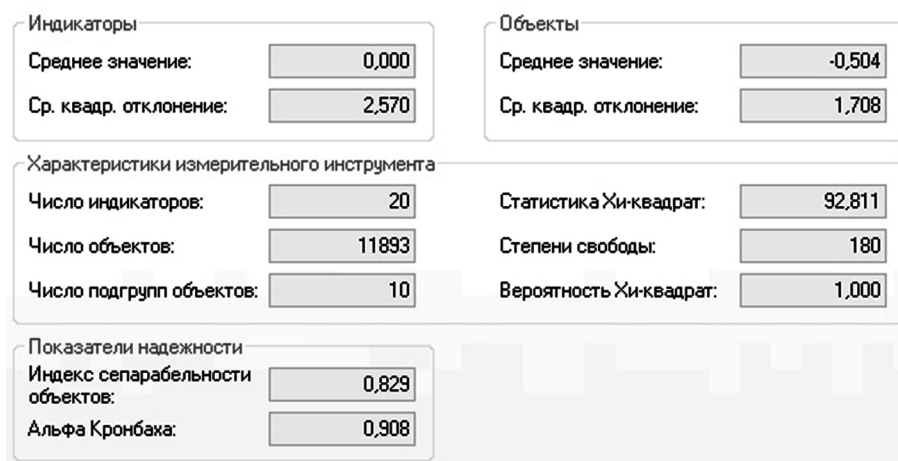 Индикаторы
Среднее значение: 0,000
Ср. квадр. отклонение: 2,570
Объекты
Среднее значение: -0,504
Ср. квадр. отклонение: 1,708
Характеристики измерительного инструмента
Число индикаторов: 20
Число объектов: 11893
Число подгрупп объектов: 10
Статистика Хи-квадрат: 92,811
Степени свободы: 180
Вероятность Хи-квадрат: 1,000
Показатели надежности
Индекс сепарабельности
объектов: 0,829
Альфа Кронбаха: 0,908